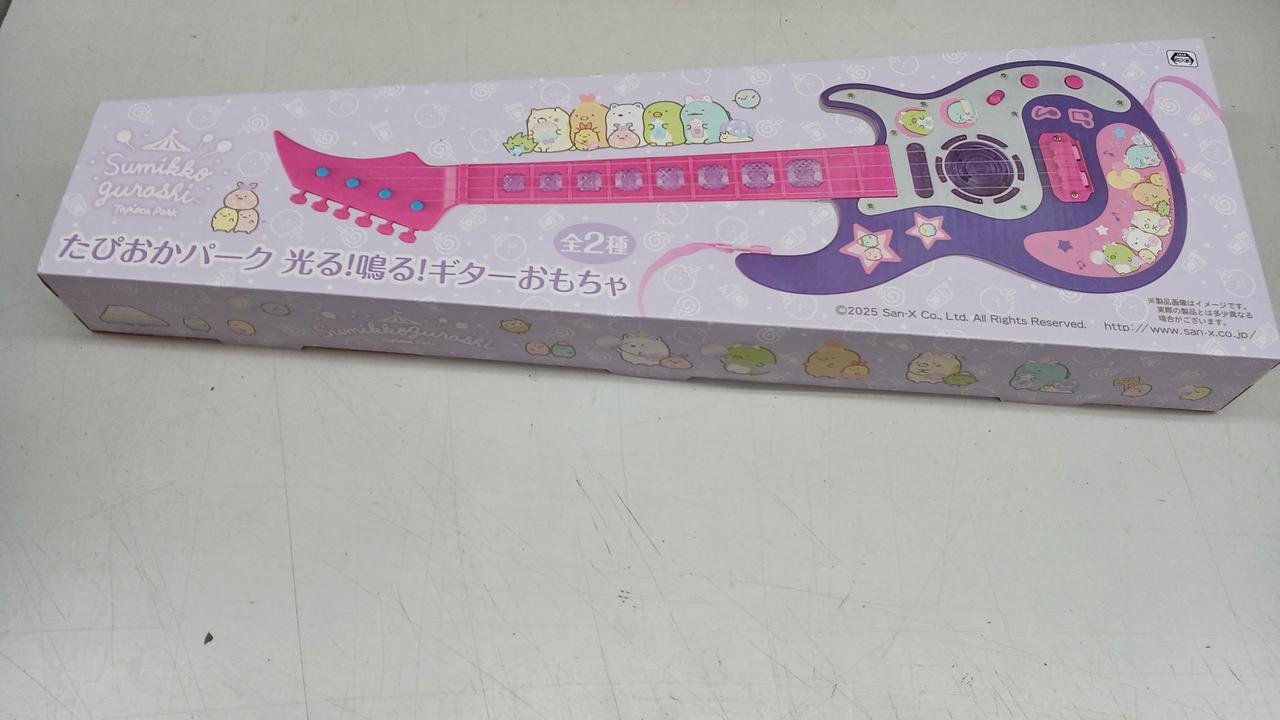 Sumikko
gurashi
Tapioca Park
たぴおかパーク 光る!鳴る!ギターおもちゃ
全2種
©2025 San-X Co., Ltd. All Rights Reserved.
※製品画像はイメージです。
実際の製品とは多少異なる
場合がございます。
http://www.san-x.co.jp/
Sumikkogurashi
Tapioca Park